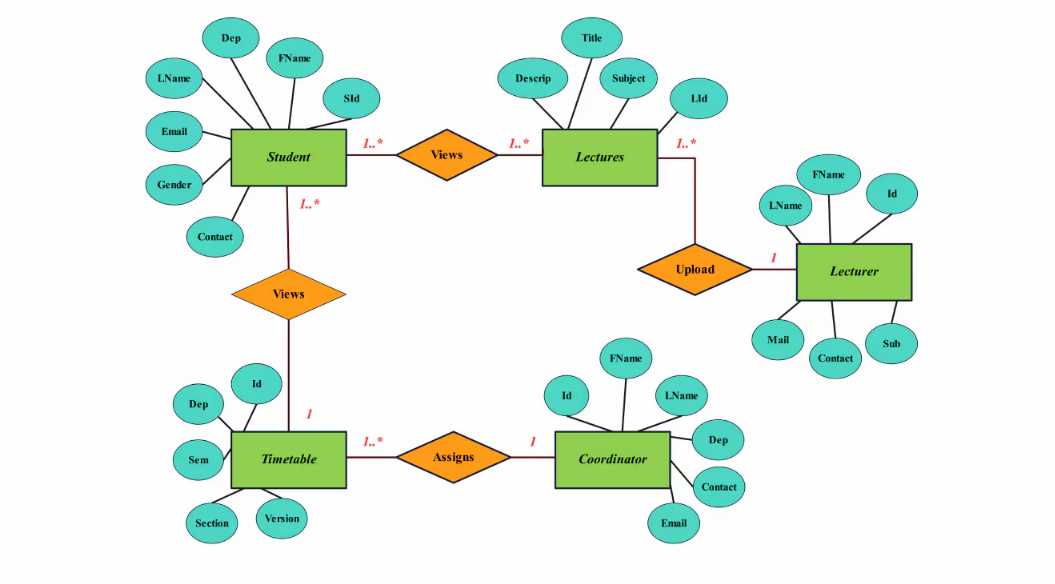 Dep
FName
LName
SId
Email
Gender
Contact
Student
1..*
Views
1..*
Title
Descrip
Subject
LId
Lectures
1..*
1..*
Upload
1
FName
LName
Id
Lecturer
Mail
Contact
Sub
Views
1
Id
Dep
Sem
Section
Version
Timetable
1..*
Assigns
1
FName
Id
LName
Dep
Contact
Email
Coordinator